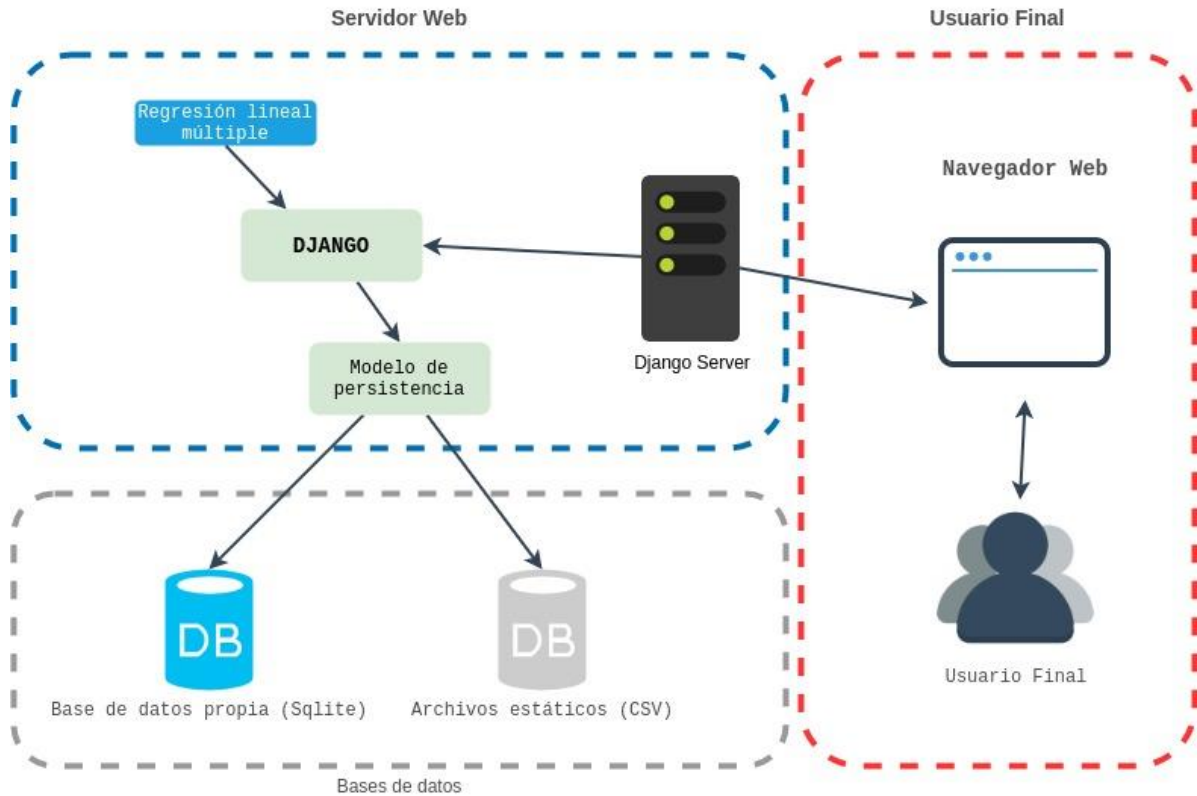 Servidor Web
Usuario Final
Regresión lineal
múltiple
DJANGO
Navegador Web
Django Server
Modelo de
persistencia
DB
DB
Usuario Final
Base de datos propia (Sqlite)
Archivos estáticos (CSV)
Bases de datos